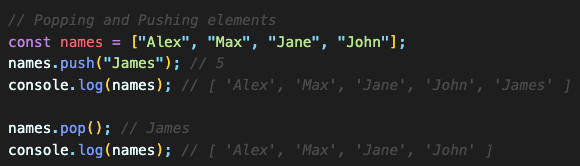 // Popping and Pushing elements
const names = ["Alex", "Max", "Jane", "John"];
names.push("James"); // 5
console.log(names); // [ 'Alex', 'Max', 'Jane', 'John', 'James' ]
names.pop(); // James
console.log(names); // [ 'Alex', 'Max', 'Jane', 'John' ]